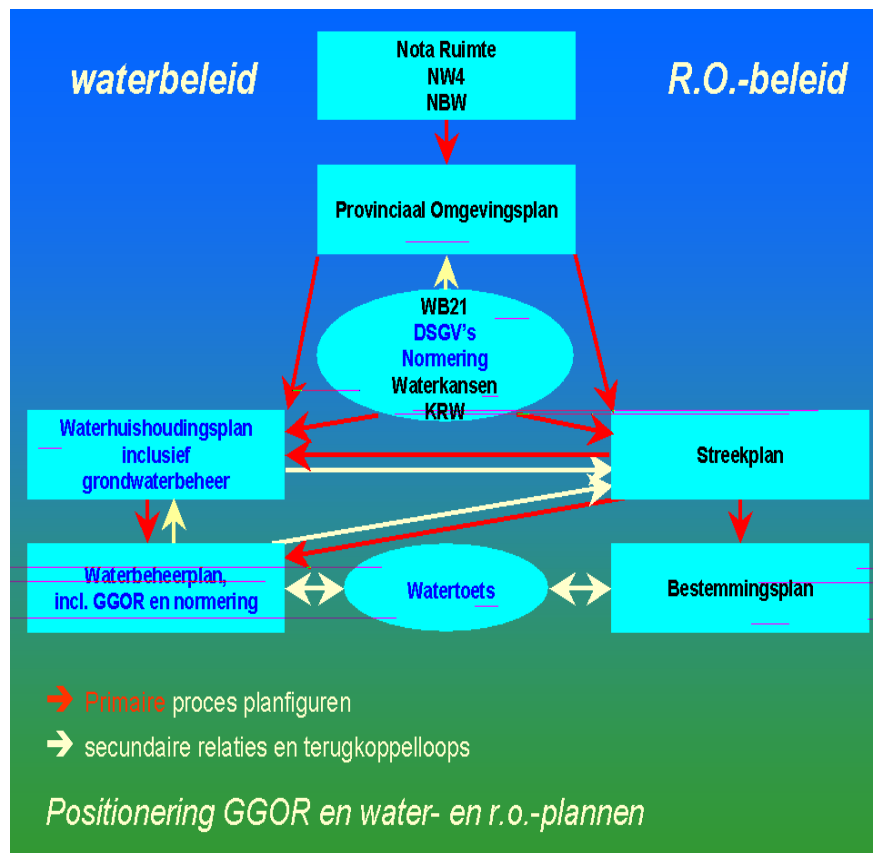 waterbeleid
R.O.-beleid
Nota Ruimte
NW4
NBW
Provinciaal Omgevingsplan
WB21
DSGV's
Normering
Waterkansen
KRW
Waterhuishoudingsplan
inclusief
grondwaterbeheer
Streekplan
Waterbeheerplan,
incl. GGOR en normering
Watertoets
Bestemmingsplan
Primaire proces planfiguren
secundaire relaties en terugkoppelloops
Positionering GGOR en water- en r.o.-plannen